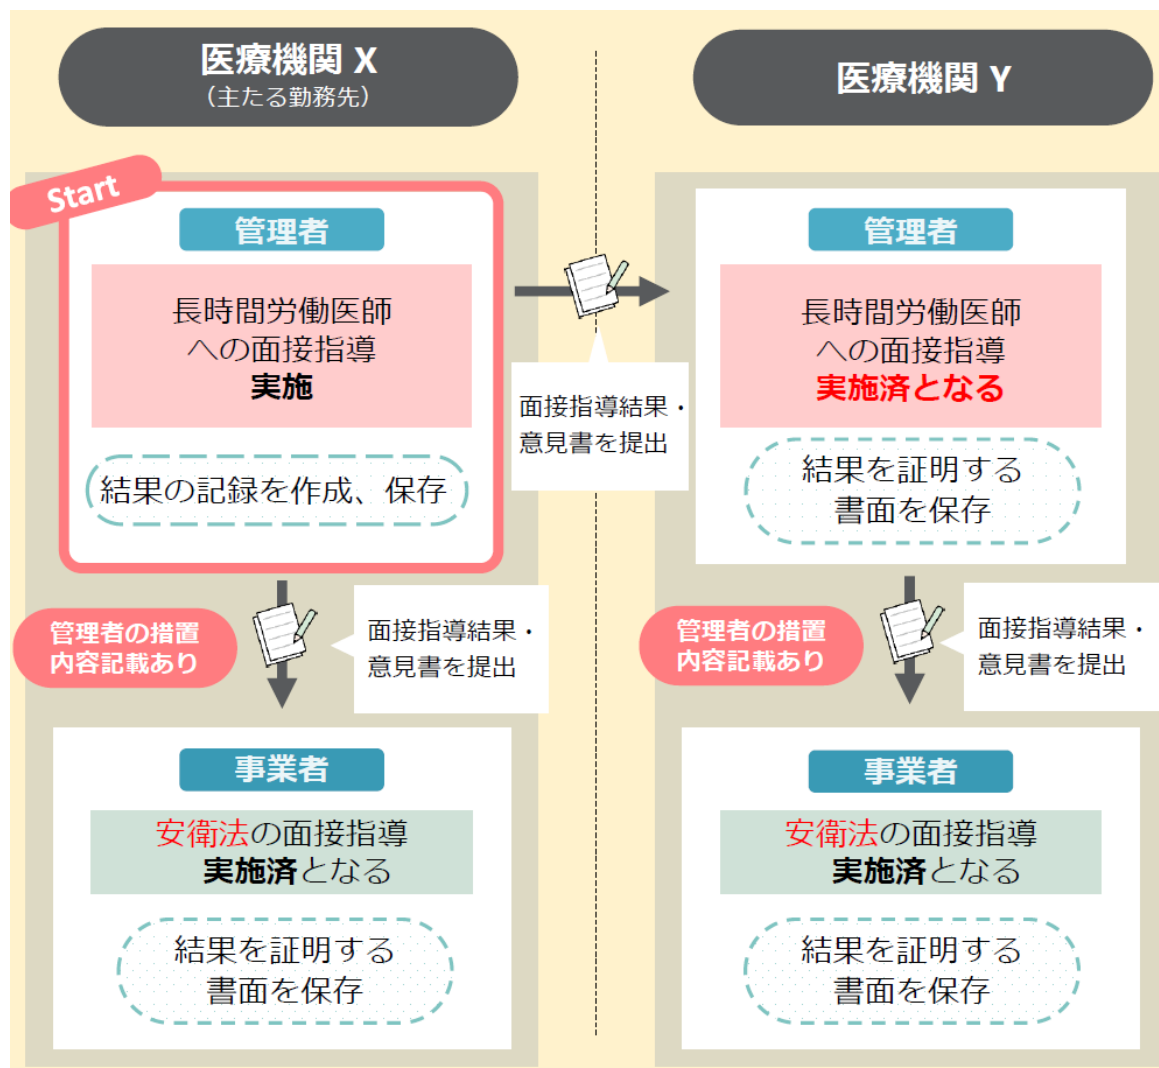 医療機関 X
（主たる勤務先）
医療機関 Y
Start
管理者
長時間労働医師
への面接指導
実施
結果の記録を作成、保存
面接指導結果・
意見書を提出
管理者
長時間労働医師
への面接指導
実施済となる
結果を証明する
書面を保存
管理者の措置
内容記載あり
面接指導結果・
意見書を提出
管理者の措置
内容記載あり
面接指導結果・
意見書を提出
事業者
安衛法の面接指導
実施済となる
結果を証明する
書面を保存
事業者
安衛法の面接指導
実施済となる
結果を証明する
書面を保存